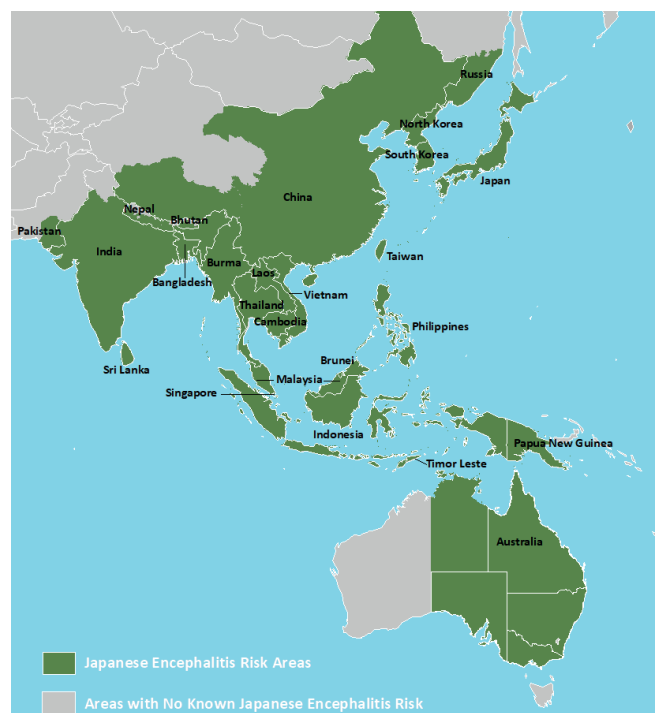 Russia
North Korea
South Korea
Japan
China
Nepal
Bhutan
Pakistan
India
Burma
Taiwan
Laos
Bangladesh
Vietnam
Thailand
Cambodia
Philippines
Sri Lanka
Brunei
Malaysia
Singapore
Indonesia
Papua New Guinea
Timor Leste
Australia
Japanese Encephalitis Risk Areas
Areas with No Known Japanese Encephalitis Risk